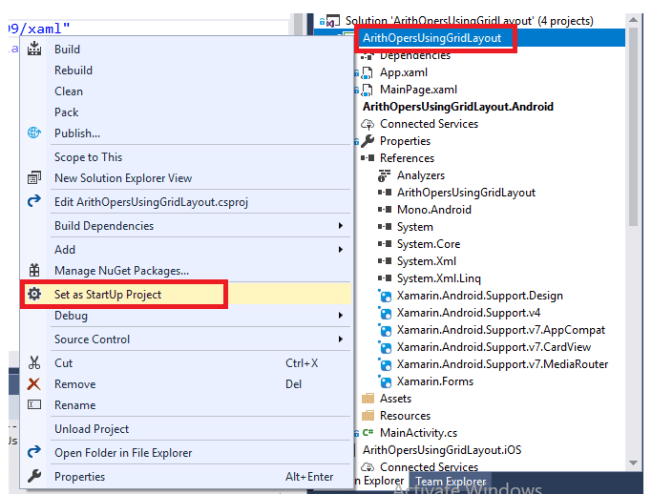 99/xaml"
Build
Rebuild
Clean
Pack
Publish...
Scope to This
New Solution Explorer View
Edit ArithOpersUsingGridLayout.csproj
Build Dependencies
Add
Manage NuGet Packages...
Set as StartUp Project
Debug
Source Control
Cut Ctrl+X
Remove Del
Rename
Unload Project
Open Folder in File Explorer
Properties Alt+Enter
Solution 'ArithOpersUsingGridLayout' (4 projects)
ArithOpersUsingGridLayout
Dependencies
App.xaml
MainPage.xaml
ArithOpersUsingGridLayout.Android
Connected Services
Properties
References
Analyzers
ArithOpersUsingGridLayout
Mono.Android
System
System.Core
System.Xml
System.Xml.Linq
Xamarin.Android.Support.Design
Xamarin.Android.Support.v4
Xamarin.Android.Support.v7.AppCompat
Xamarin.Android.Support.v7.CardView
Xamarin.Android.Support.v7.MediaRouter
Xamarin.Forms
Assets
Resources
C# MainActivity.cs
ArithOpersUsingGridLayout.iOS
Connected Services
n Explorer Team Explorer
Activate Windows